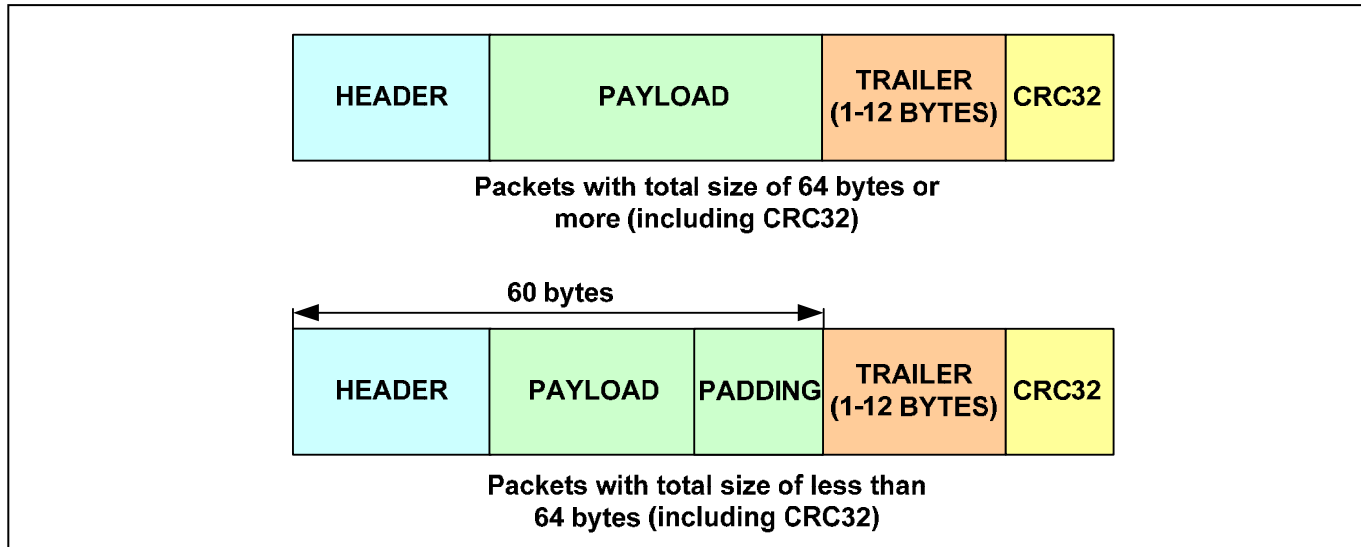 HEADER
PAYLOAD
TRAILER
(1-12 BYTES)
CRC32
Packets with total size of 64 bytes or
more (including CRC32)
60 bytes
HEADER
PAYLOAD
PADDING
TRAILER
(1-12 BYTES)
CRC32
Packets with total size of less than
64 bytes (including CRC32)